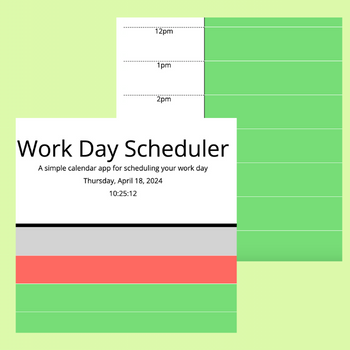 12pm
1pm
2pm
Work Day Scheduler
A simple calendar app for scheduling your work day
Thursday, April 18, 2024
10:25:12